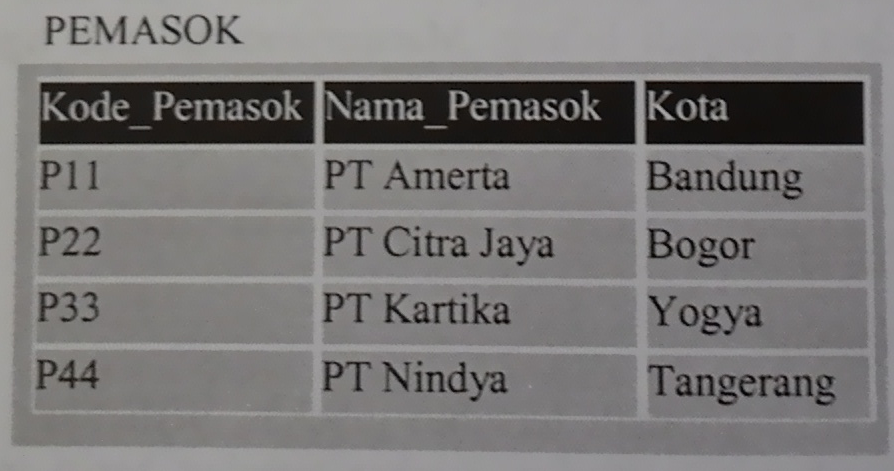 PEMASOK
Kode_Pemasok Nama_Pemasok Kota
P11 PT Amerta Bandung
P22 PT Citra Jaya Bogor
P33 PT Kartika Yogya
P44 PT Nindya Tangerang